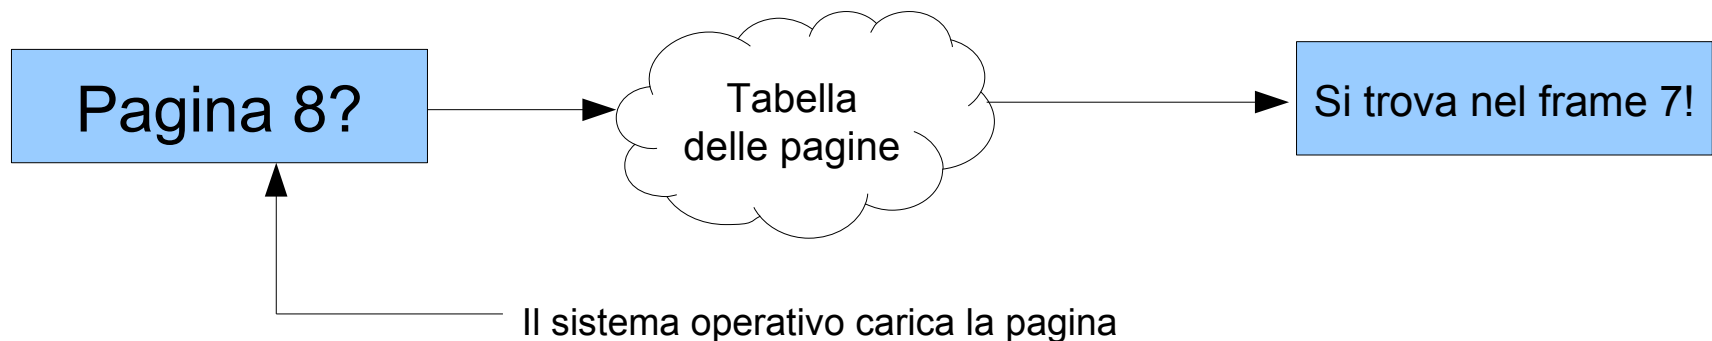 Pagina 8?
Tabella
delle pagine
Si trova nel frame 7!
Il sistema operativo carica la pagina